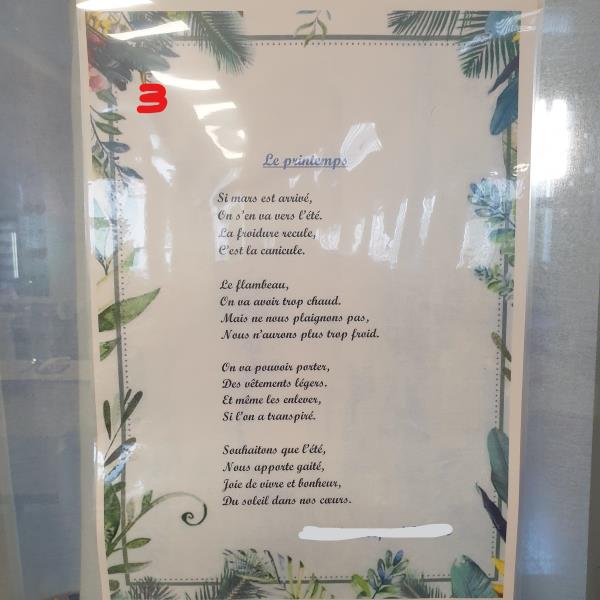 3
Le printemps
Si mars est arrivé,
On s'en va vers l'été.
La froidure recule,
C'est la canicule.
Le flambeau,
On va avoir trop chaud.
Mais ne nous plaignons pas,
Nous n'aurons plus trop froid.
On va pouvoir porter,
Des vêtements légers.
Et même les enlever,
Si l'on a transpiré.
Souhaitons que l'été,
Nous apporte gaité,
Joie de vivre et bonheur,
Du soleil dans nos cœurs.